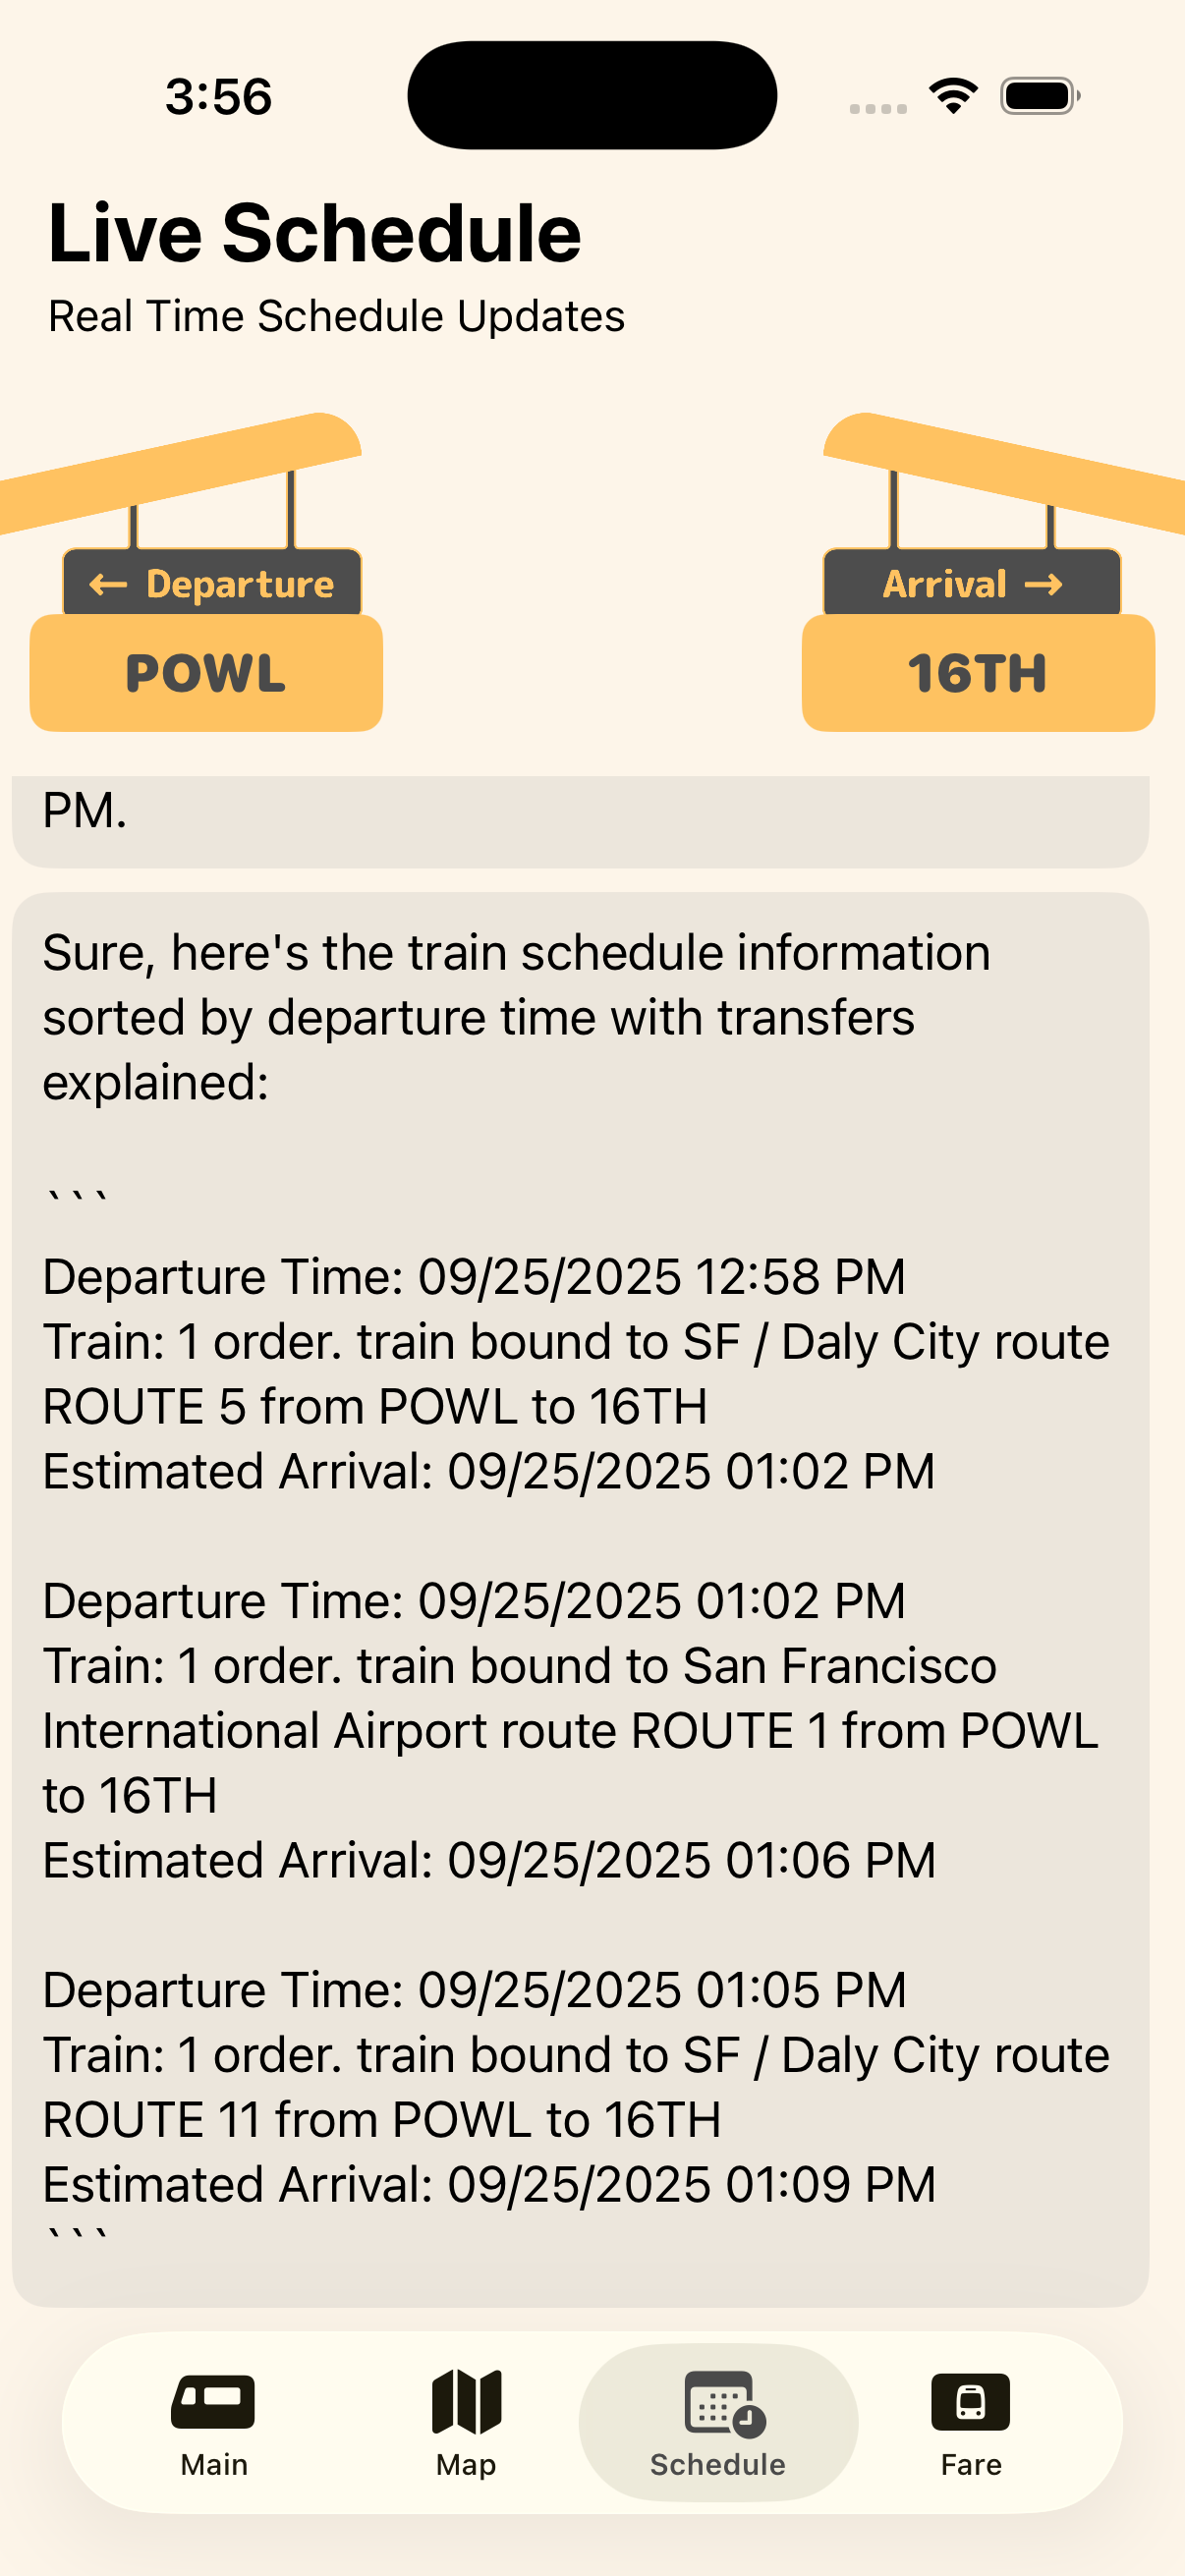 3:56
Live Schedule
Real Time Schedule Updates
← Departure
Arrival →
POWL
16TH
PM.
Sure, here's the train schedule information
sorted by departure time with transfers
explained:
```
Departure Time: 09/25/2025 12:58 PM
Train: 1 order. train bound to SF / Daly City route
ROUTE 5 from POWL to 16TH
Estimated Arrival: 09/25/2025 01:02 PM
Departure Time: 09/25/2025 01:02 PM
Train: 1 order. train bound to San Francisco
International Airport route ROUTE 1 from POWL
to 16TH
Estimated Arrival: 09/25/2025 01:06 PM
Departure Time: 09/25/2025 01:05 PM
Train: 1 order. train bound to SF / Daly City route
ROUTE 11 from POWL to 16TH
Estimated Arrival: 09/25/2025 01:09 PM
```
Main
Map
Schedule
Fare